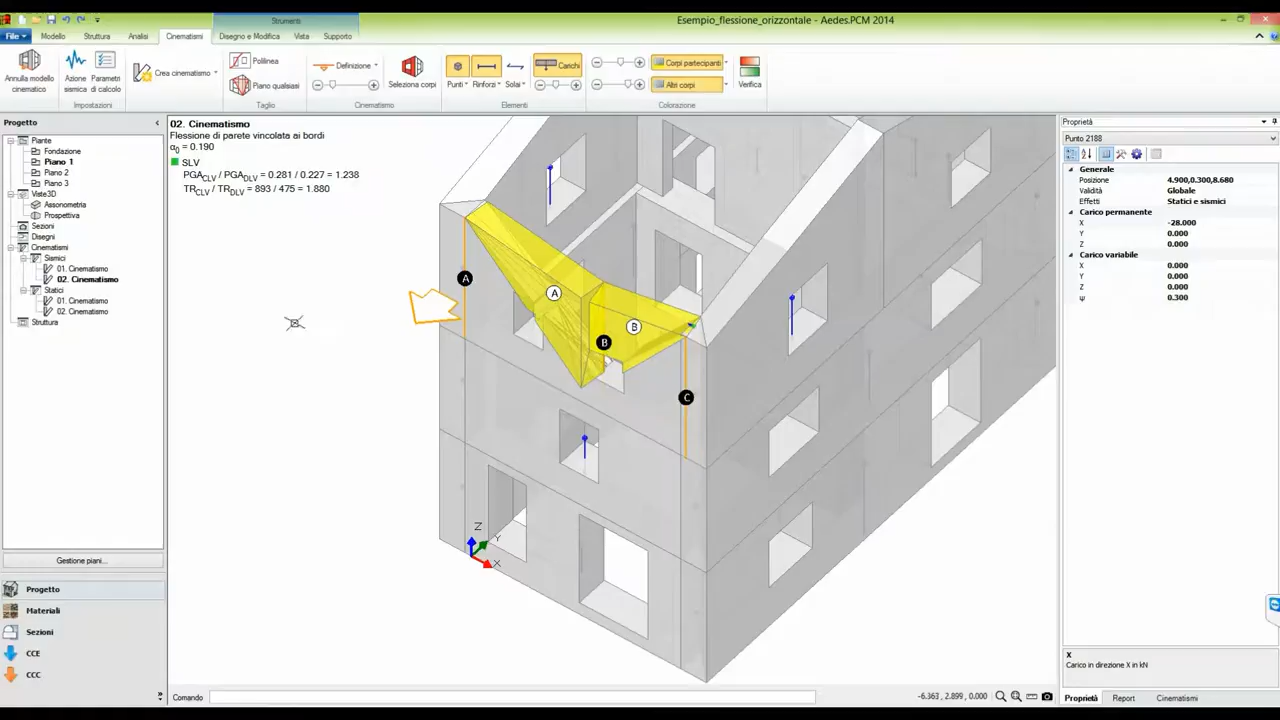 Strumenti
Esempio_flessione_orizzontale - Aedes.PCM 2014
File
Modello
Struttura
Analisi
Cinematismi
Disegno e Modifica
Vista
Supporto
Annulla modello
cinematico
Azione
sismica
Parametri
di calcolo
Impostazioni
Crea cinematismo
Polilinea
Piano qualsiasi
Taglio
Definizione
Cinematismo
Seleziona corpi
Punti
Rinforzi
Solai
Carichi
Elementi
Corpi partecipanti
Altri corpi
Colorazione
Verifica
Progetto
Piante
Fondazione
Piano 1
Piano 2
Piano 3
Viste3D
Assonometria
Prospettiva
Sezioni
Disegni
Cinematismi
Sismici
01. Cinematismo
02. Cinematismo
Statici
01. Cinematismo
02. Cinematismo
Struttura
Gestione piani...
Progetto
Materiali
Sezioni
CCE
CCC
02. Cinematismo
Flessione di parete vincolata ai bordi
α0 = 0.190
SLV
PGACLV / PGADLV = 0.281 / 0.227 = 1.238
TRCLV / TRDLV = 893 / 475 = 1.880
A
A
B
B
C
Z
Y
X
Comando
-6.363, 2.899, 0.000
Proprietà
Punto 2188
Generale
Posizione 4.900,0.300,8.680
Validità Globale
Effetti Statici e sismici
Carico permanente
X -28.000
Y 0.000
Z 0.000
Carico variabile
X 0.000
Y 0.000
Z 0.000
ψ 0.300
X
Carico in direzione X in kN
Proprietà
Report
Cinematismi